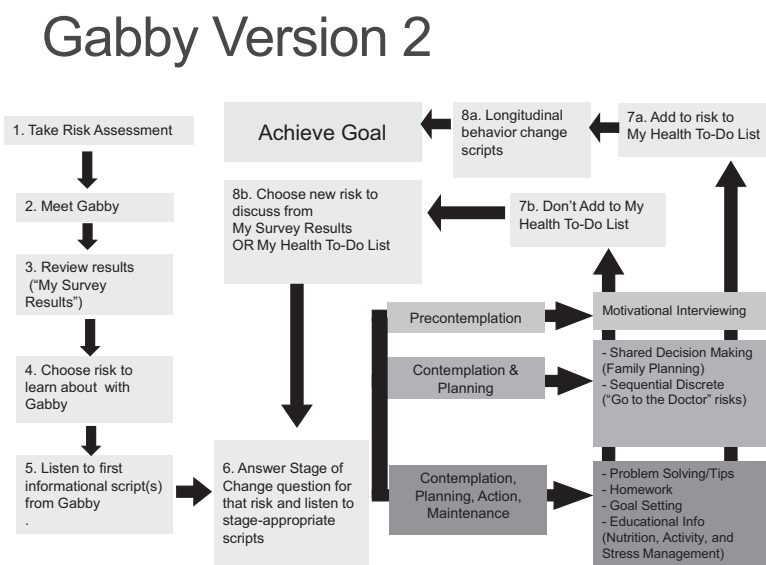 Gabby Version 2
1. Take Risk Assessment
2. Meet Gabby
3. Review results
(“My Survey
Results”)
4. Choose risk to
learn about with
Gabby
5. Listen to first
informational script(s)
from Gabby
.
6. Answer Stage of
Change question for
that risk and listen to
stage-appropriate
scripts
Achieve Goal
8a. Longitudinal
behavior change
scripts
7a. Add to risk to
My Health To-Do List
8b. Choose new risk to
discuss from
My Survey Results
OR My Health To-Do List
7b. Don’t Add to My
Health To-Do List
Precontemplation
Motivational Interviewing
Contemplation &
Planning
- Shared Decision Making
(Family Planning)
- Sequential Discrete
(“Go to the Doctor” risks)
Contemplation,
Planning, Action,
Maintenance
- Problem Solving/Tips
- Homework
- Goal Setting
- Educational Info
(Nutrition, Activity, and
Stress Management)